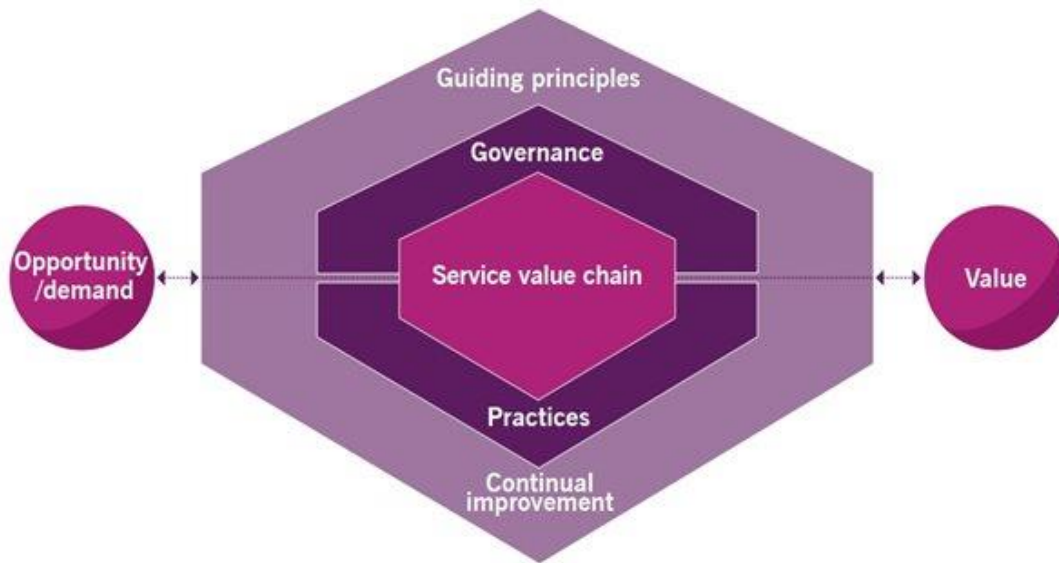 Guiding principles
Governance
Opportunity
/demand
Service value chain
Value
Practices
Continual
improvement